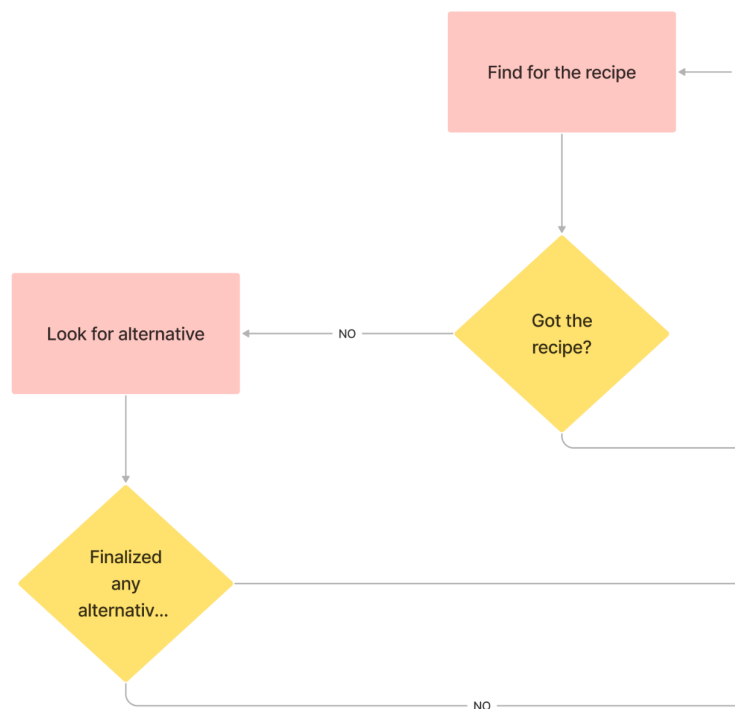 Find for the recipe
Got the
recipe?
Look for alternative
NO
Finalized
any
alternativ...
NO